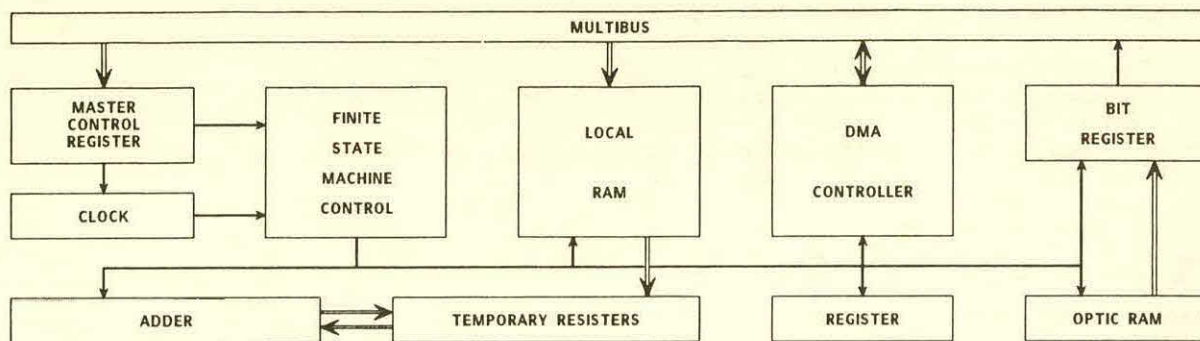 MULTIBUS
MASTER
CONTROL
REGISTER
FINITE
STATE
MACHINE
CONTROL
LOCAL
RAM
DMA
CONTROLLER
BIT
REGISTER
CLOCK
ADDER
TEMPORARY RESISTERS
REGISTER
OPTIC RAM